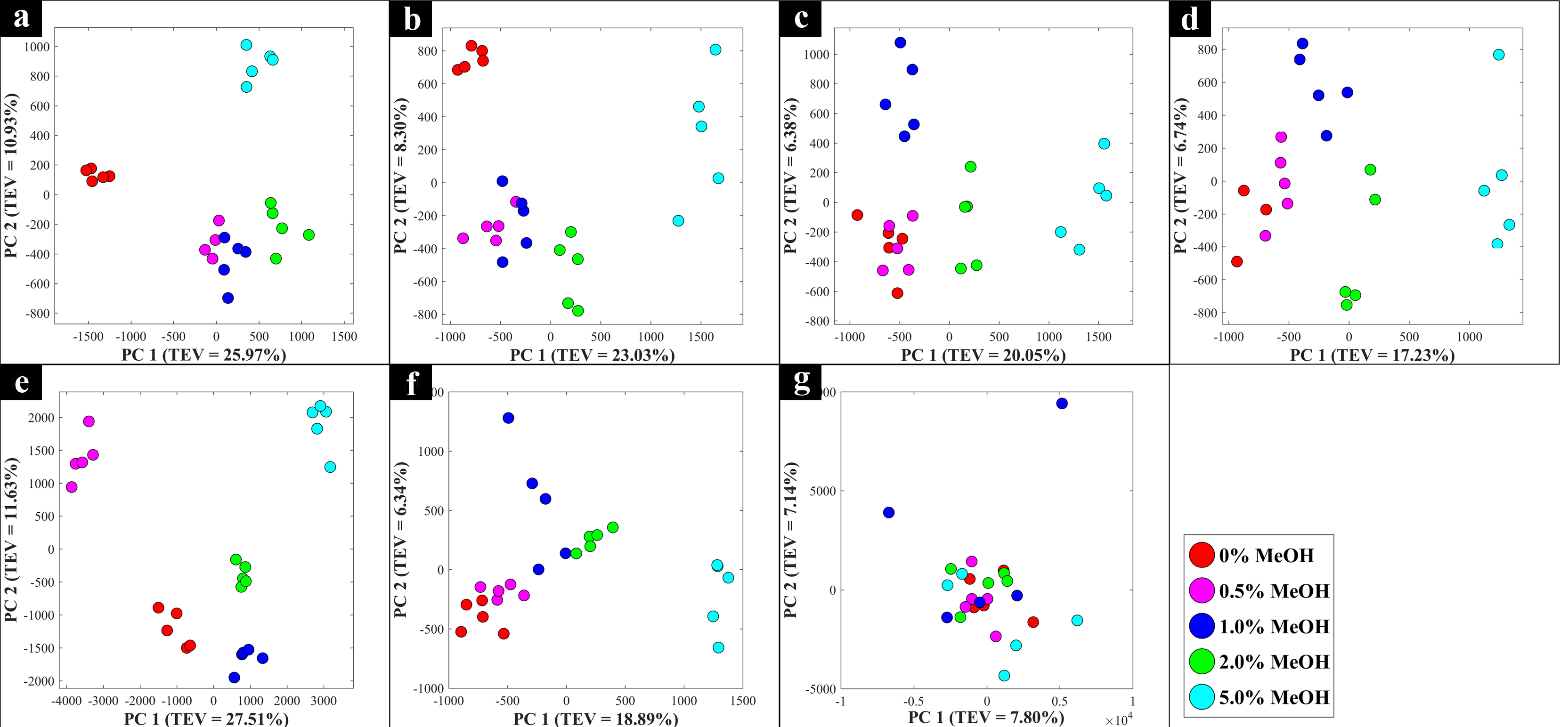 a
1000
800
600
400
200
0
-200
-400
-600
-800
-1500 -1000 -500 0 500 1000 1500
PC 1 (TEV = 25.97%)
PC 2 (TEV = 10.93%)
b
800
600
400
200
0
-200
-400
-600
-800
-1000 -500 0 500 1000 1500
PC 1 (TEV = 23.03%)
PC 2 (TEV = 8.30%)
c
1000
800
600
400
200
0
-200
-400
-600
-800
-1000 -500 0 500 1000 1500
PC 1 (TEV = 20.05%)
PC 2 (TEV = 6.38%)
d
800
600
400
200
0
-200
-400
-600
-800
-1000 -500 0 500 1000
PC 1 (TEV = 17.23%)
PC 2 (TEV = 6.74%)
e
2000
1500
1000
500
0
-500
-1000
-1500
-2000
-4000 -3000 -2000 -1000 0 1000 2000 3000
PC 1 (TEV = 27.51%)
PC 2 (TEV = 11.63%)
f
1000
500
0
-500
-1000
-1000 -500 0 500 1000 1500
PC 1 (TEV = 18.89%)
PC 2 (TEV = 6.34%)
g
5000
0
-5000
-1 -0.5 0 0.5 1
×10⁴
PC 1 (TEV = 7.80%)
PC 2 (TEV = 7.14%)
0% MeOH
0.5% MeOH
1.0% MeOH
2.0% MeOH
5.0% MeOH